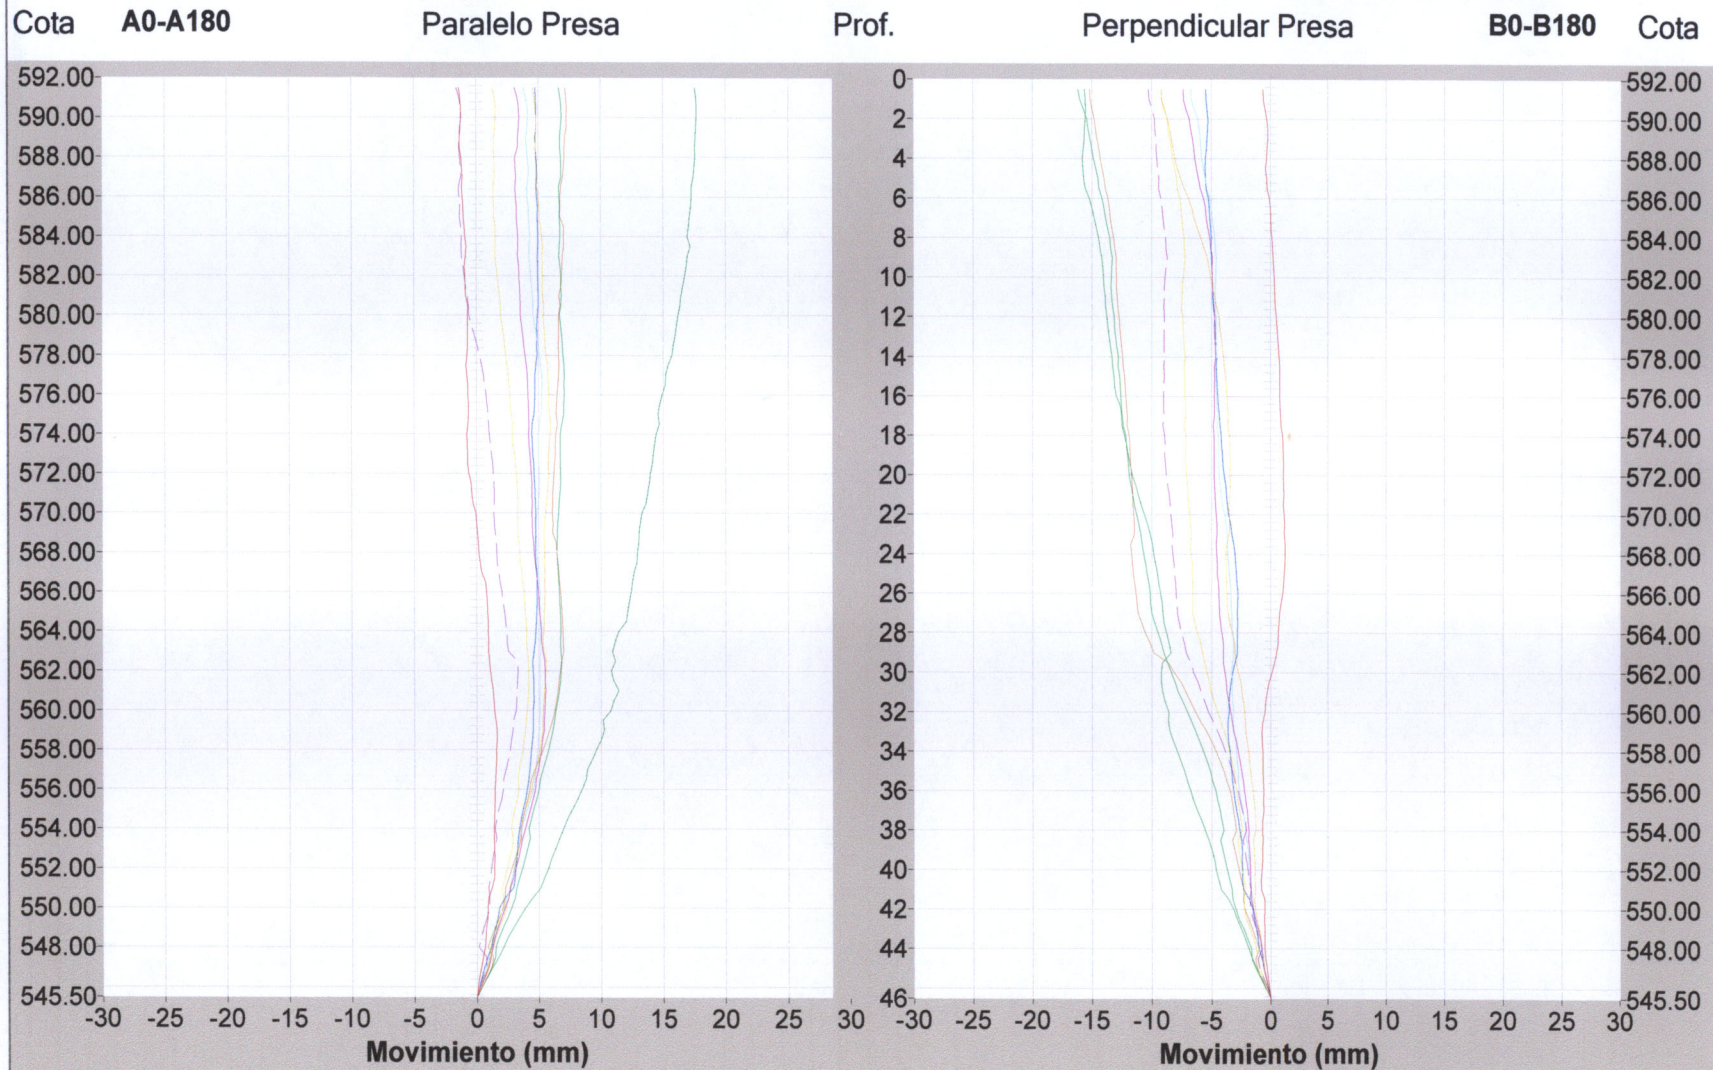 Cota A0-A180 Paralelo Presa Prof. Perpendicular Presa B0-B180 Cota
592.00 0 592.00
590.00 2 590.00
588.00 4 588.00
586.00 6 586.00
584.00 8 584.00
582.00 10 582.00
580.00 12 580.00
578.00 14 578.00
576.00 16 576.00
574.00 18 574.00
572.00 20 572.00
570.00 22 570.00
568.00 24 568.00
566.00 26 566.00
564.00 28 564.00
562.00 30 562.00
560.00 32 560.00
558.00 34 558.00
556.00 36 556.00
554.00 38 554.00
552.00 40 552.00
550.00 42 550.00
548.00 44 548.00
545.50 46 545.50
-30 -25 -20 -15 -10 -5 0 5 10 15 20 25 30 -30 -25 -20 -15 -10 -5 0 5 10 15 20 25 30
Movimiento (mm) Movimiento (mm)